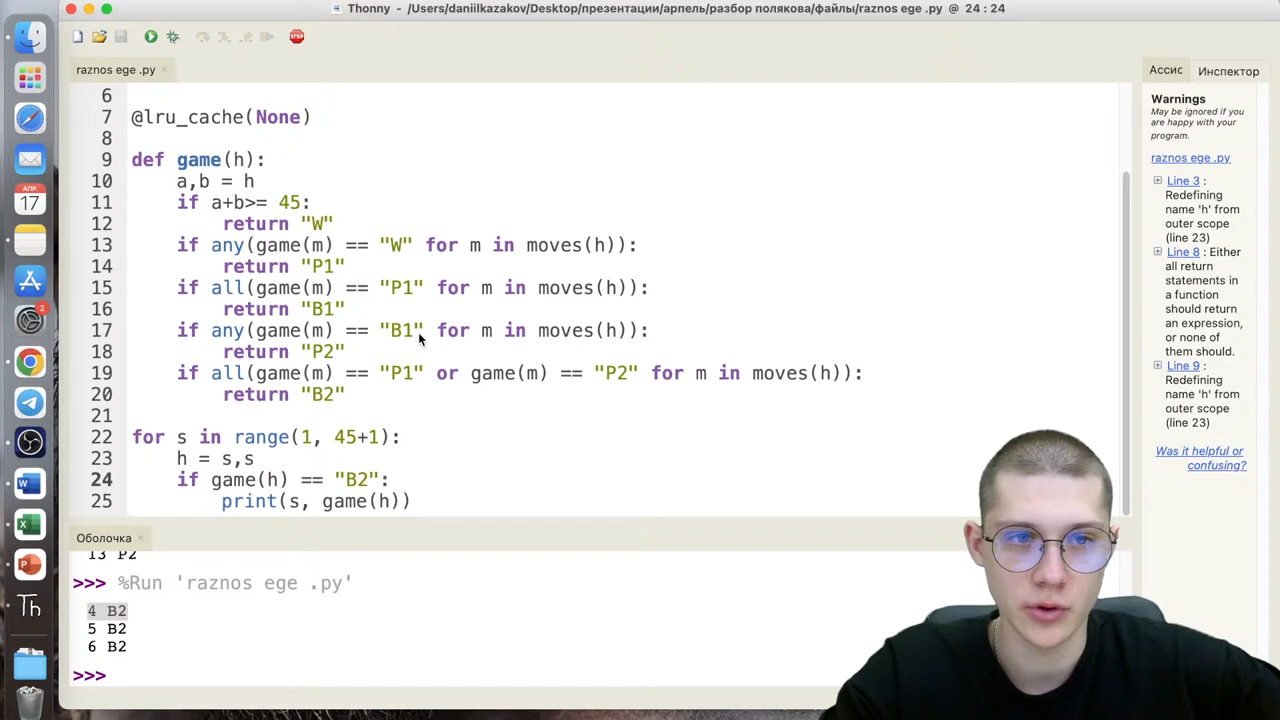 Thonny - /Users/daniilkazakov/Desktop/презентации/арпель/разбор полякова/файлы/raznos ege .py @ 24 : 24
raznos ege .py ×
6
7 @lru_cache(None)
8
9 def game(h):
10 a,b = h
11 if a+b>= 45:
12 return "W"
13 if any(game(m) == "W" for m in moves(h)):
14 return "P1"
15 if all(game(m) == "P1" for m in moves(h)):
16 return "B1"
17 if any(game(m) == "B1" for m in moves(h)):
18 return "P2"
19 if all(game(m) == "P1" or game(m) == "P2" for m in moves(h)):
20 return "B2"
21
22 for s in range(1, 45+1):
23 h = s,s
24 if game(h) == "B2":
25 print(s, game(h))
Оболочка ×
13 P2
>>> %Run 'raznos ege .py'
4 B2
5 B2
6 B2
>>>
Ассис Инспектор
Warnings
May be ignored if you
are happy with your
program.
raznos ege .py
Line 3 :
Redefining
name 'h' from
outer scope
(line 23)
Line 8 : Either
all return
statements in
a function
should return
an expression,
or none of
them should.
Line 9 :
Redefining
name 'h' from
outer scope
(line 23)
Was it helpful or
confusing?
STOP
АПР.
17
2
W
X
P
Th